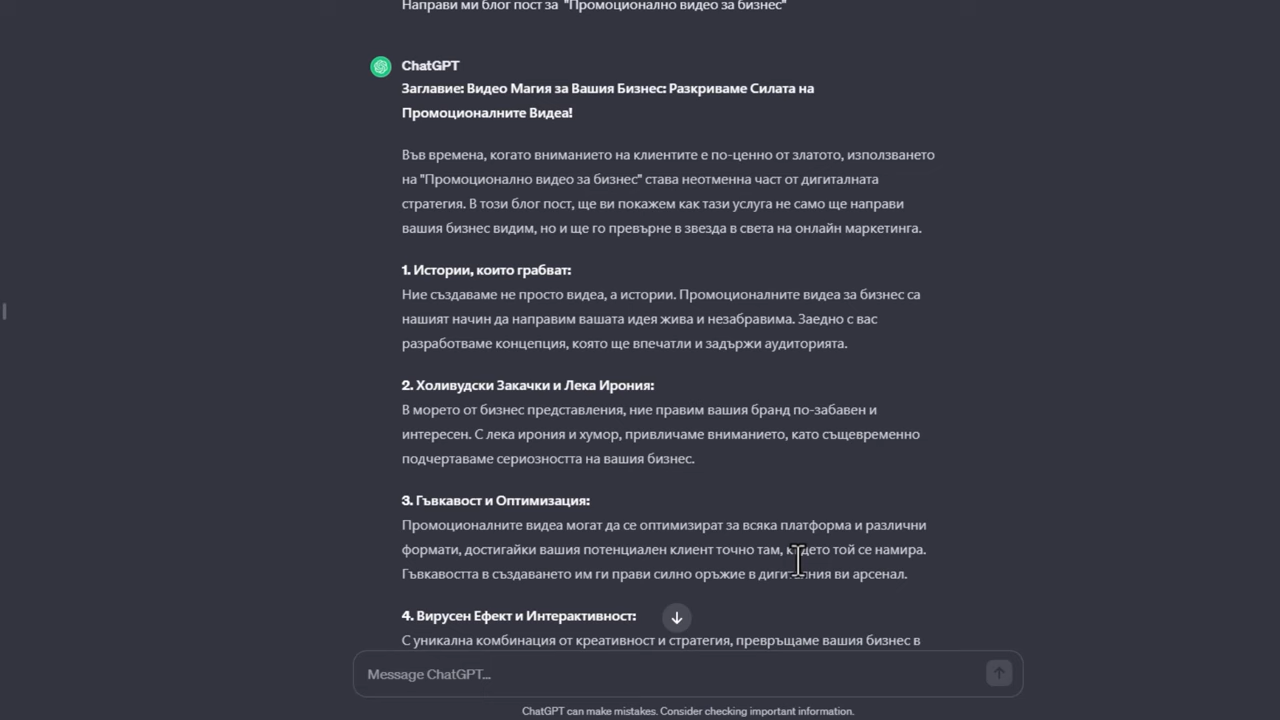 Направи ми блог пост за "Промоционално видео за бизнес"
ChatGPT
Заглавие: Видео Магия за Вашия Бизнес: Разкриваме Силата на
Промоционалните Видеа!
Във времена, когато вниманието на клиентите е по-ценно от златото, използването
на "Промоционално видео за бизнес" става неотменна част от дигиталната
стратегия. В този блог пост, ще ви покажем как тази услуга не само ще направи
вашия бизнес видим, но и ще го превърне в звезда в света на онлайн маркетинга.
1. Истории, които грабват:
Ние създаваме не просто видеа, а истории. Промоционалните видеа за бизнес са
нашият начин да направим вашата идея жива и незабравима. Заедно с вас
разработваме концепция, която ще впечатли и задържи аудиторията.
2. Холивудски Закачки и Лека Ирония:
В морето от бизнес представления, ние правим вашия бранд по-забавен и
интересен. С лека ирония и хумор, привличаме вниманието, като същевременно
подчертаваме сериозността на вашия бизнес.
3. Гъвкавост и Оптимизация:
Промоционалните видеа могат да се оптимизират за всяка платформа и различни
формати, достигайки вашия потенциален клиент точно там, където той се намира.
Гъвкавостта в създаването им ги прави силно оръжие в дигиталния ви арсенал.
4. Вирусен Ефект и Интерактивност:
С уникална комбинация от креативност и стратегия, превръщаме вашия бизнес в
Message ChatGPT...
ChatGPT can make mistakes. Consider checking important information.